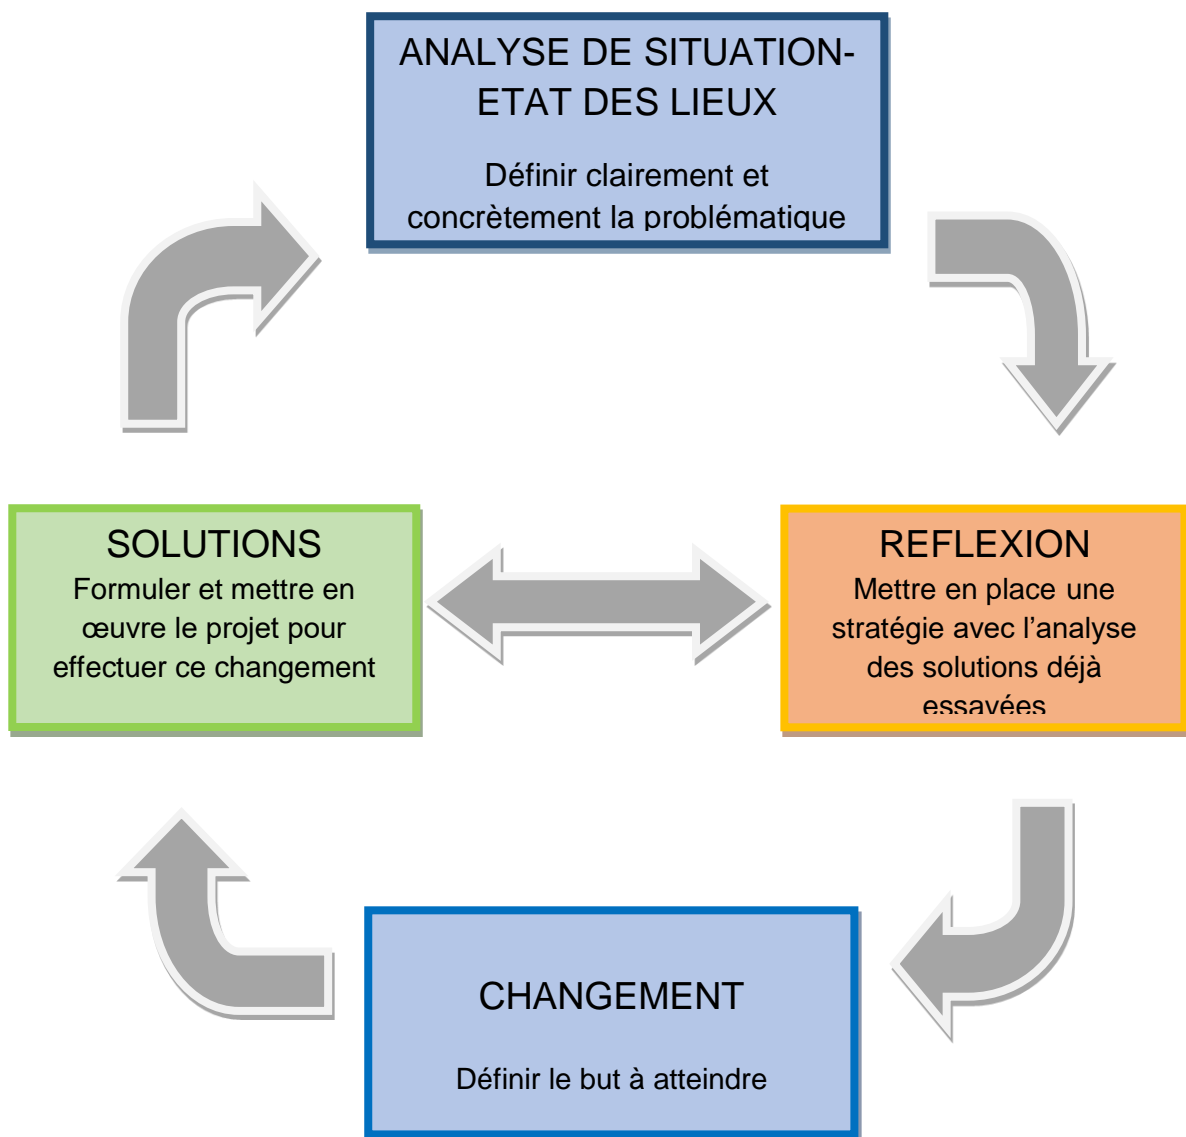 ANALYSE DE SITUATION-
ETAT DES LIEUX
Définir clairement et
concrètement la problématique
SOLUTIONS
Formuler et mettre en
œuvre le projet pour
effectuer ce changement
REFLEXION
Mettre en place une
stratégie avec l’analyse
des solutions déjà
essayées
CHANGEMENT
Définir le but à atteindre